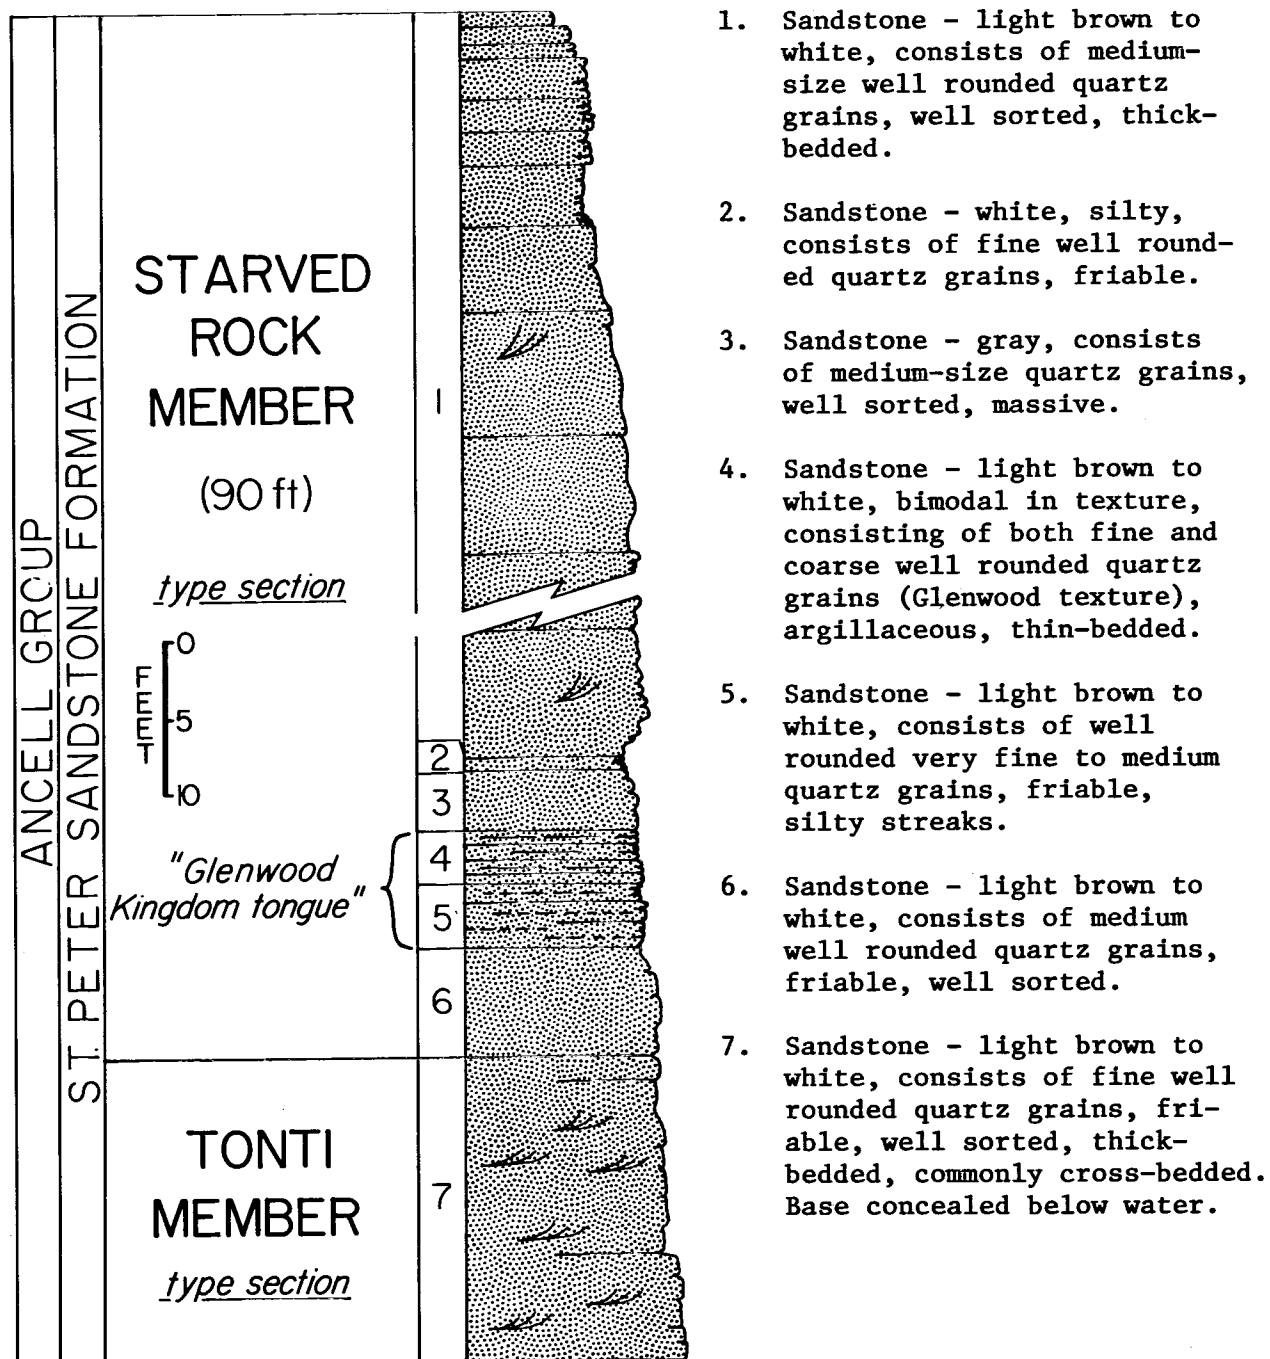 ANCELL GROUP
ST. PETER SANDSTONE FORMATION
STARVED
ROCK
MEMBER
(90 ft)
type section
FEET
0
5
10
"Glenwood
Kingdom tongue"
TONTI
MEMBER
type section
1
2
3
4
5
6
7
1. Sandstone - light brown to
white, consists of medium-
size well rounded quartz
grains, well sorted, thick-
bedded.
2. Sandstone - white, silty,
consists of fine well round-
ed quartz grains, friable.
3. Sandstone - gray, consists
of medium-size quartz grains,
well sorted, massive.
4. Sandstone - light brown to
white, bimodal in texture,
consisting of both fine and
coarse well rounded quartz
grains (Glenwood texture),
argillaceous, thin-bedded.
5. Sandstone - light brown to
white, consists of well
rounded very fine to medium
quartz grains, friable,
silty streaks.
6. Sandstone - light brown to
white, consists of medium
well rounded quartz grains,
friable, well sorted.
7. Sandstone - light brown to
white, consists of fine well
rounded quartz grains, fri-
able, well sorted, thick-
bedded, commonly cross-bedded.
Base concealed below water.